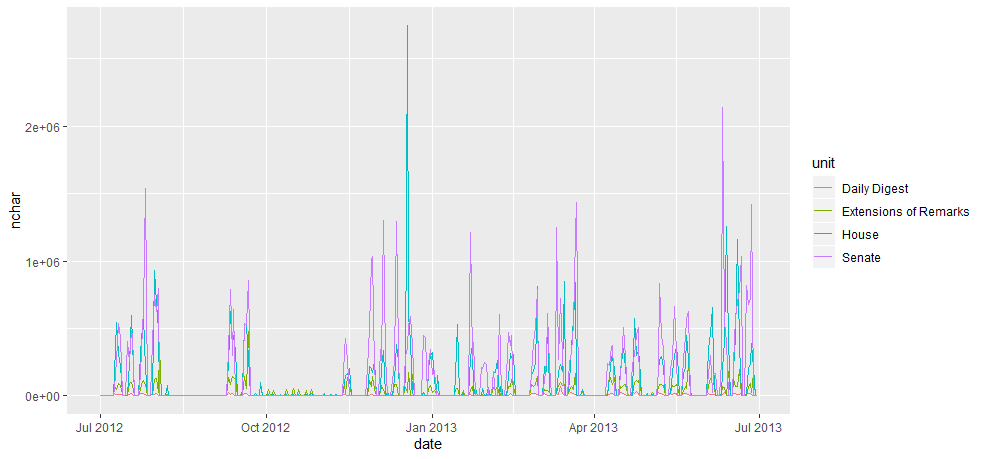 nchar
2e+06
1e+06
0e+00
Jul 2012
Oct 2012
Jan 2013
Apr 2013
Jul 2013
date
unit
Daily Digest
Extensions of Remarks
House
Senate